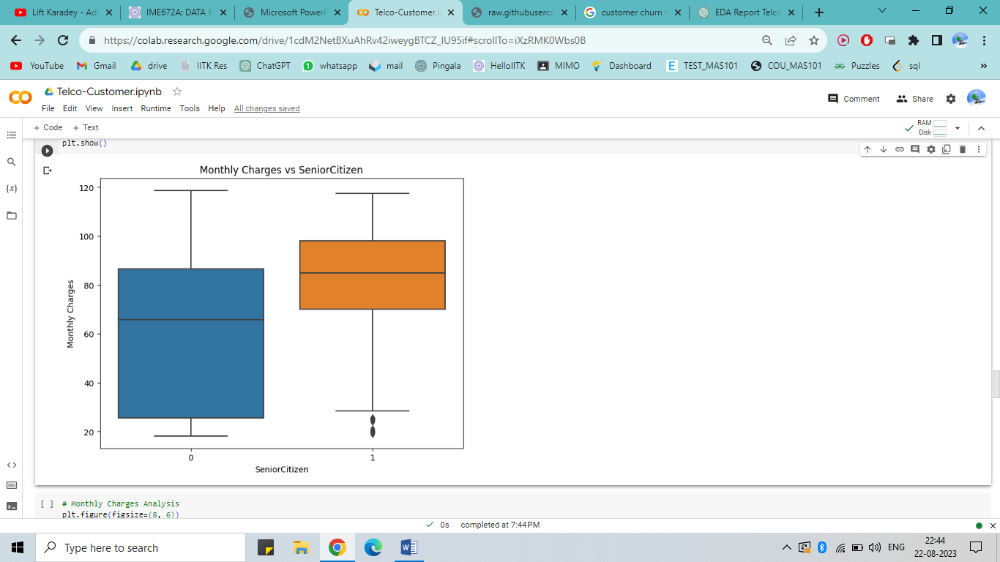 Lift Karadey - Ad
IME672A: DATA M
Microsoft PowerP
Telco-Customer.i
raw.githubuserco
customer churn r
EDA Report Telco
https://colab.research.google.com/drive/1cdM2NetBXuAhRv42iweygBTCZ_IU95if#scrollTo=iXzRMK0Wbs0B
YouTube Gmail drive IITK Res ChatGPT whatsapp mail Pingala HelloIITK MIMO Dashboard TEST_MAS101 COU_MAS101 Puzzles sql »
Telco-Customer.ipynb
Comment Share
File Edit View Insert Runtime Tools Help All changes saved
+ Code + Text
RAM
Disk
plt.show()
Monthly Charges vs SeniorCitizen
120
100
80
60
40
20
Monthly Charges
0 1
SeniorCitizen
[ ] # Monthly Charges Analysis
plt.figure(figsize=(8, 6))
0s completed at 7:44 PM
Type here to search
ENG
22:44
22-08-2023